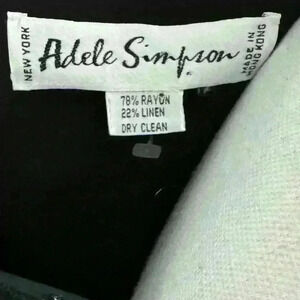 NEW YORK
Adele Simpson
MADE IN
HONG KONG
78% RAYON
22% LINEN
DRY CLEAN